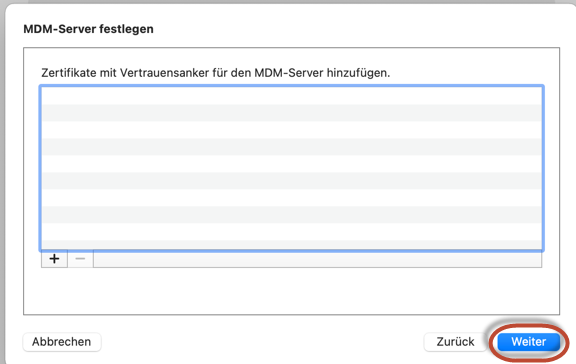 MDM-Server festlegen
Zertifikate mit Vertrauensanker für den MDM-Server hinzufügen.
+ −
Abbrechen Zurück Weiter